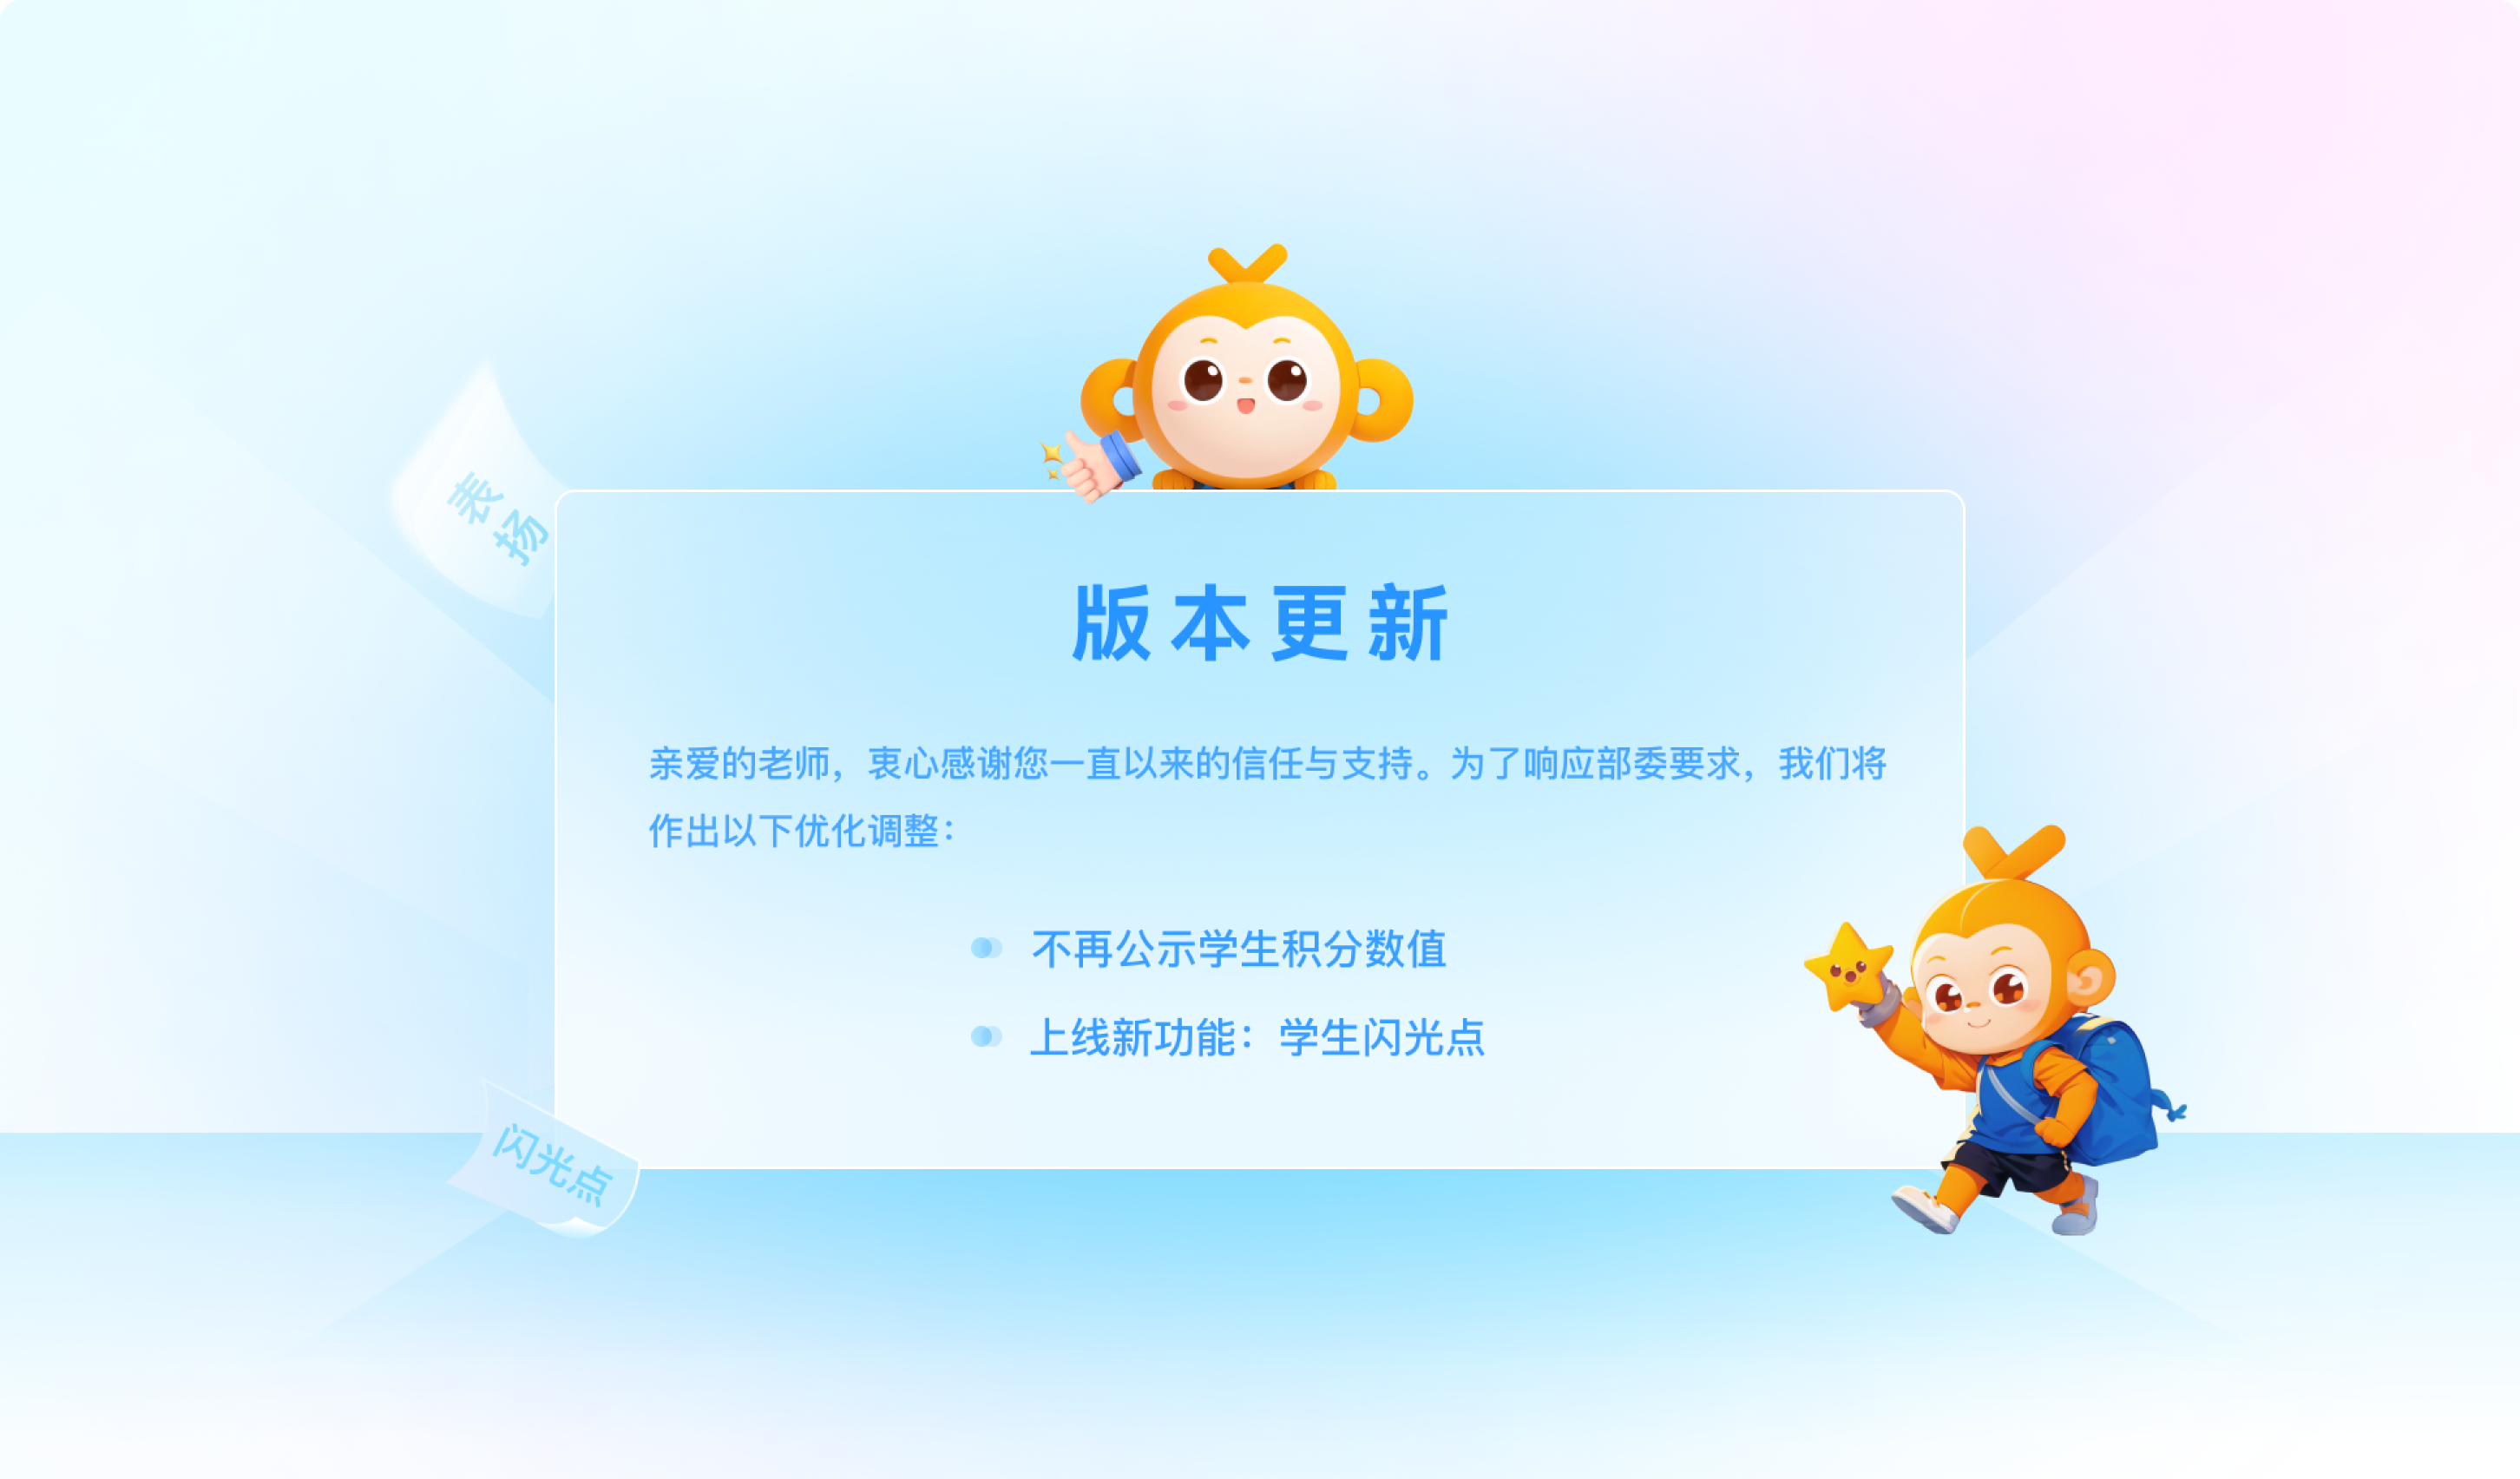 表扬
版本更新
亲爱的老师，衷心感谢您一直以来的信任与支持。为了响应部委要求，我们将
作出以下优化调整：
不再公示学生积分数值
上线新功能：学生闪光点
闪光点